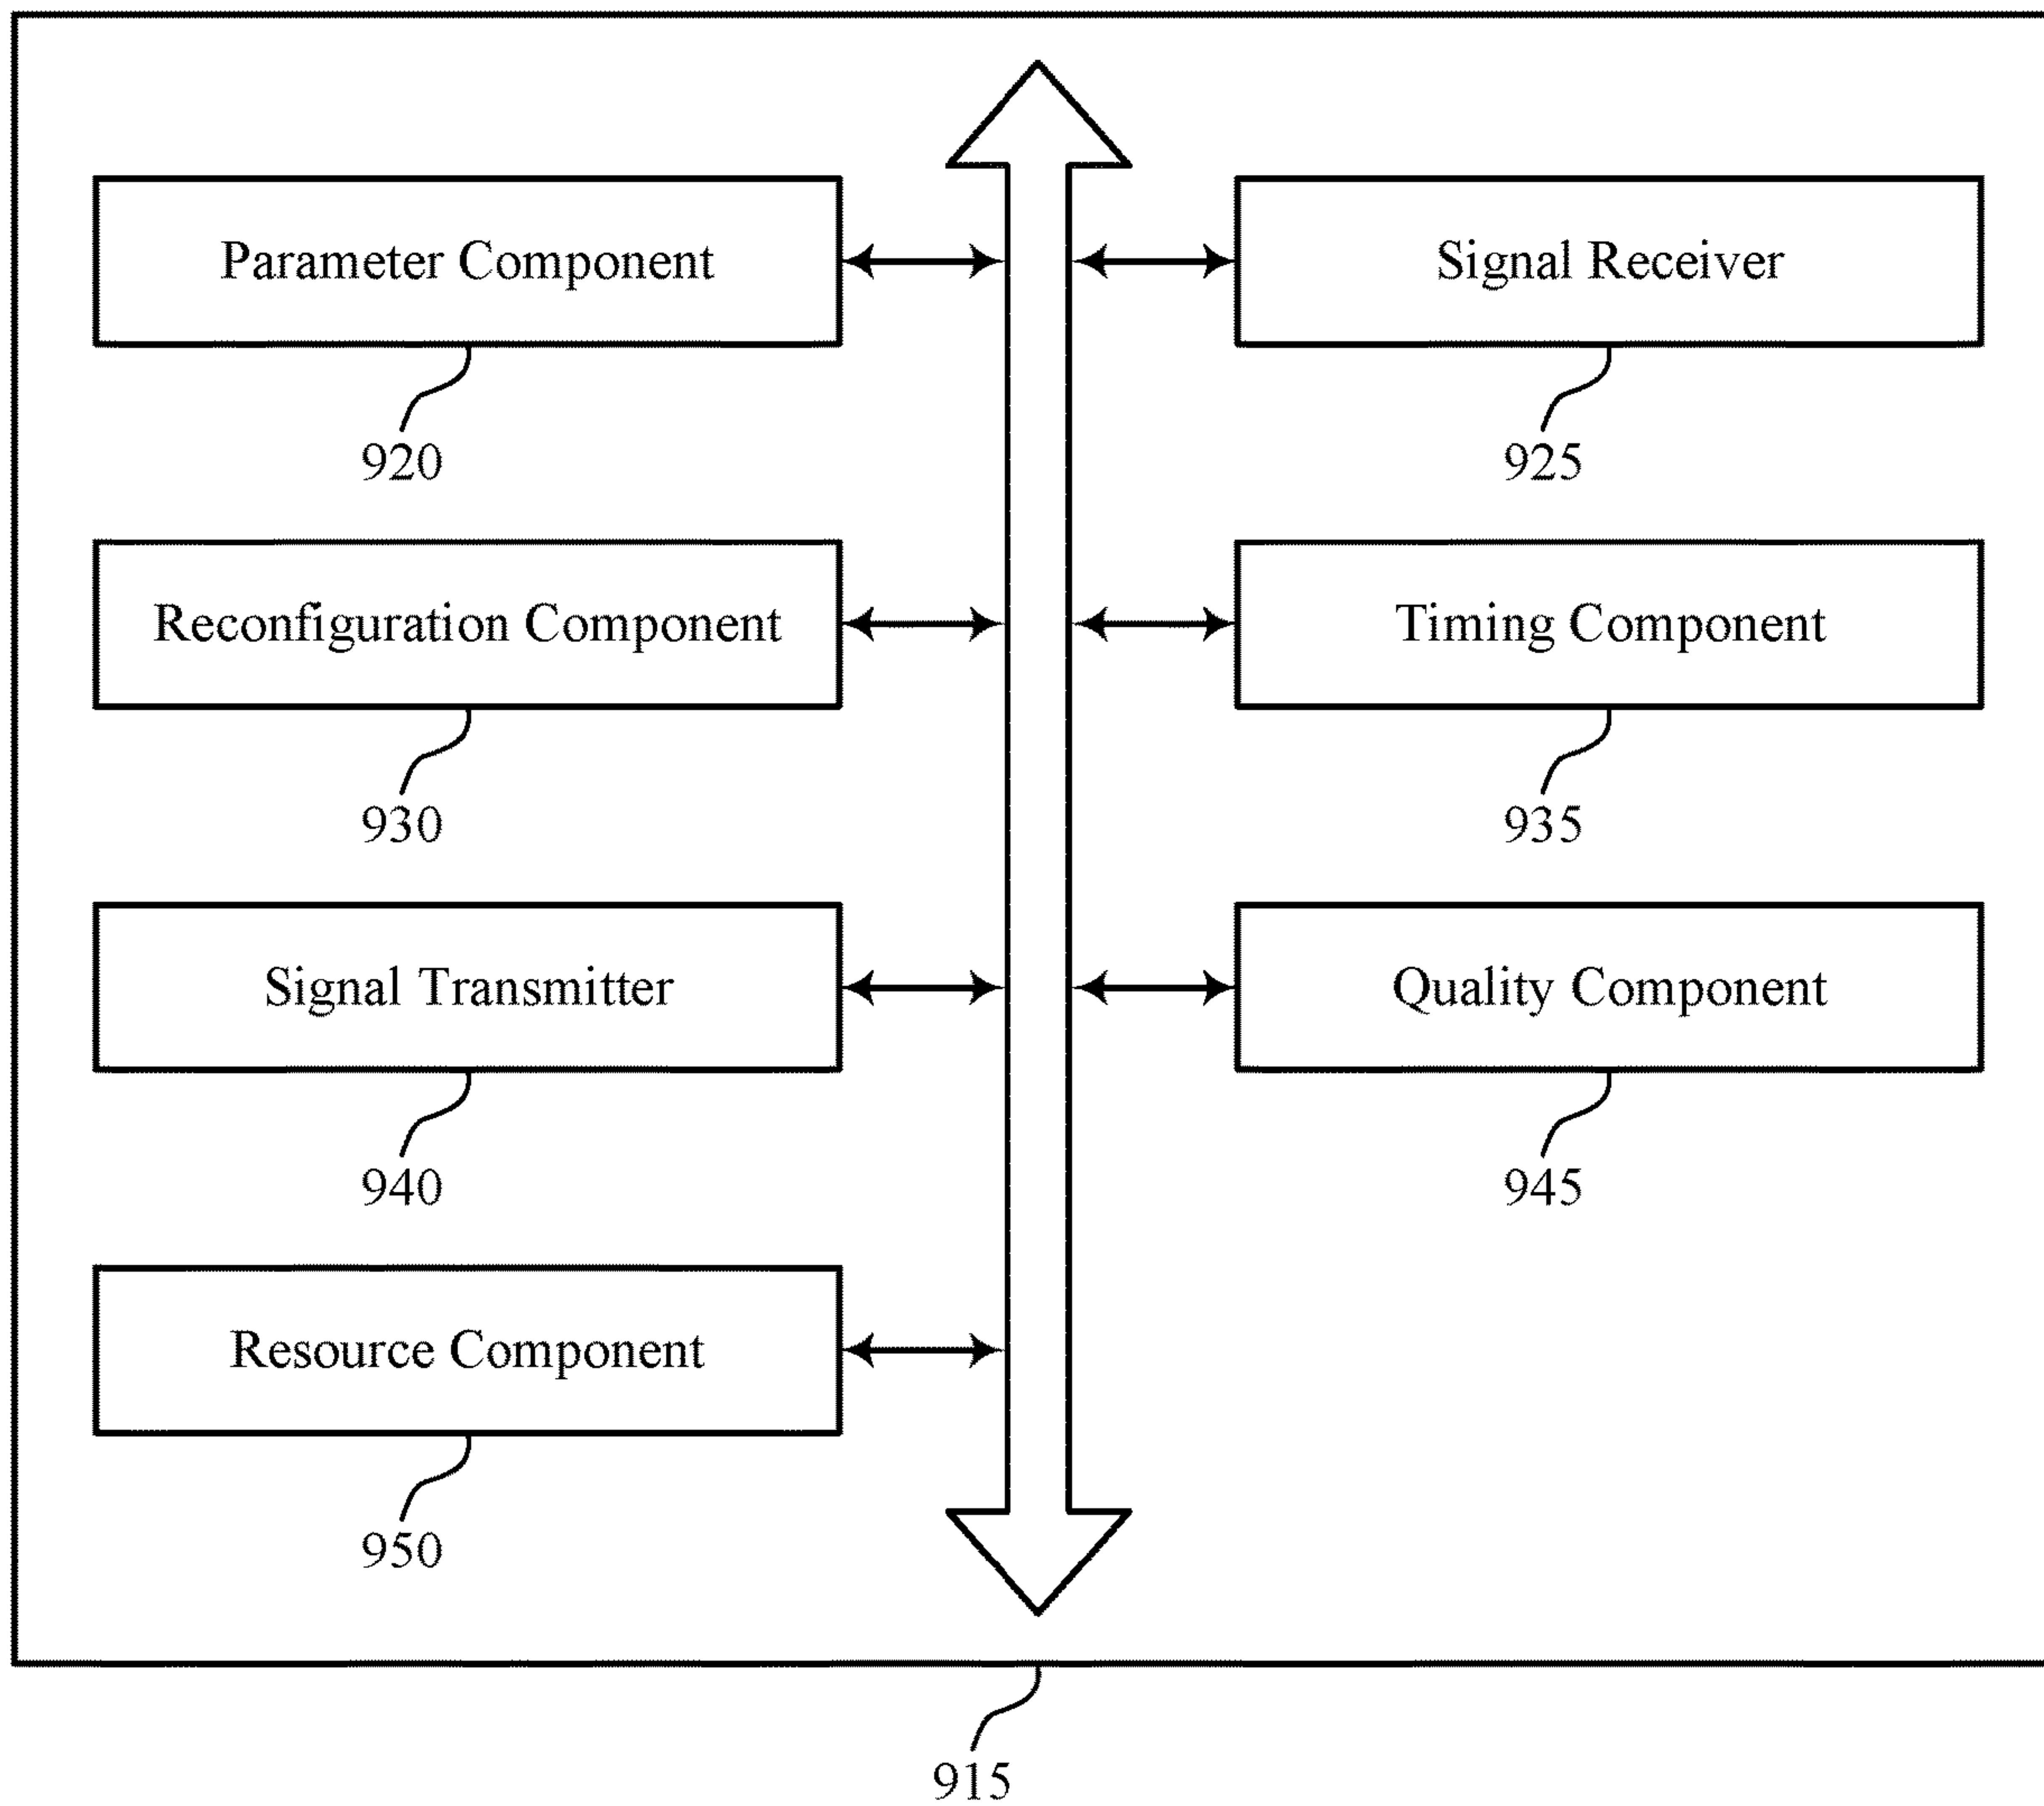 Parameter Component
Signal Receiver
920
925
Reconfiguration Component
Timing Component
930
935
Signal Transmitter
Quality Component
940
945
Resource Component
950
915